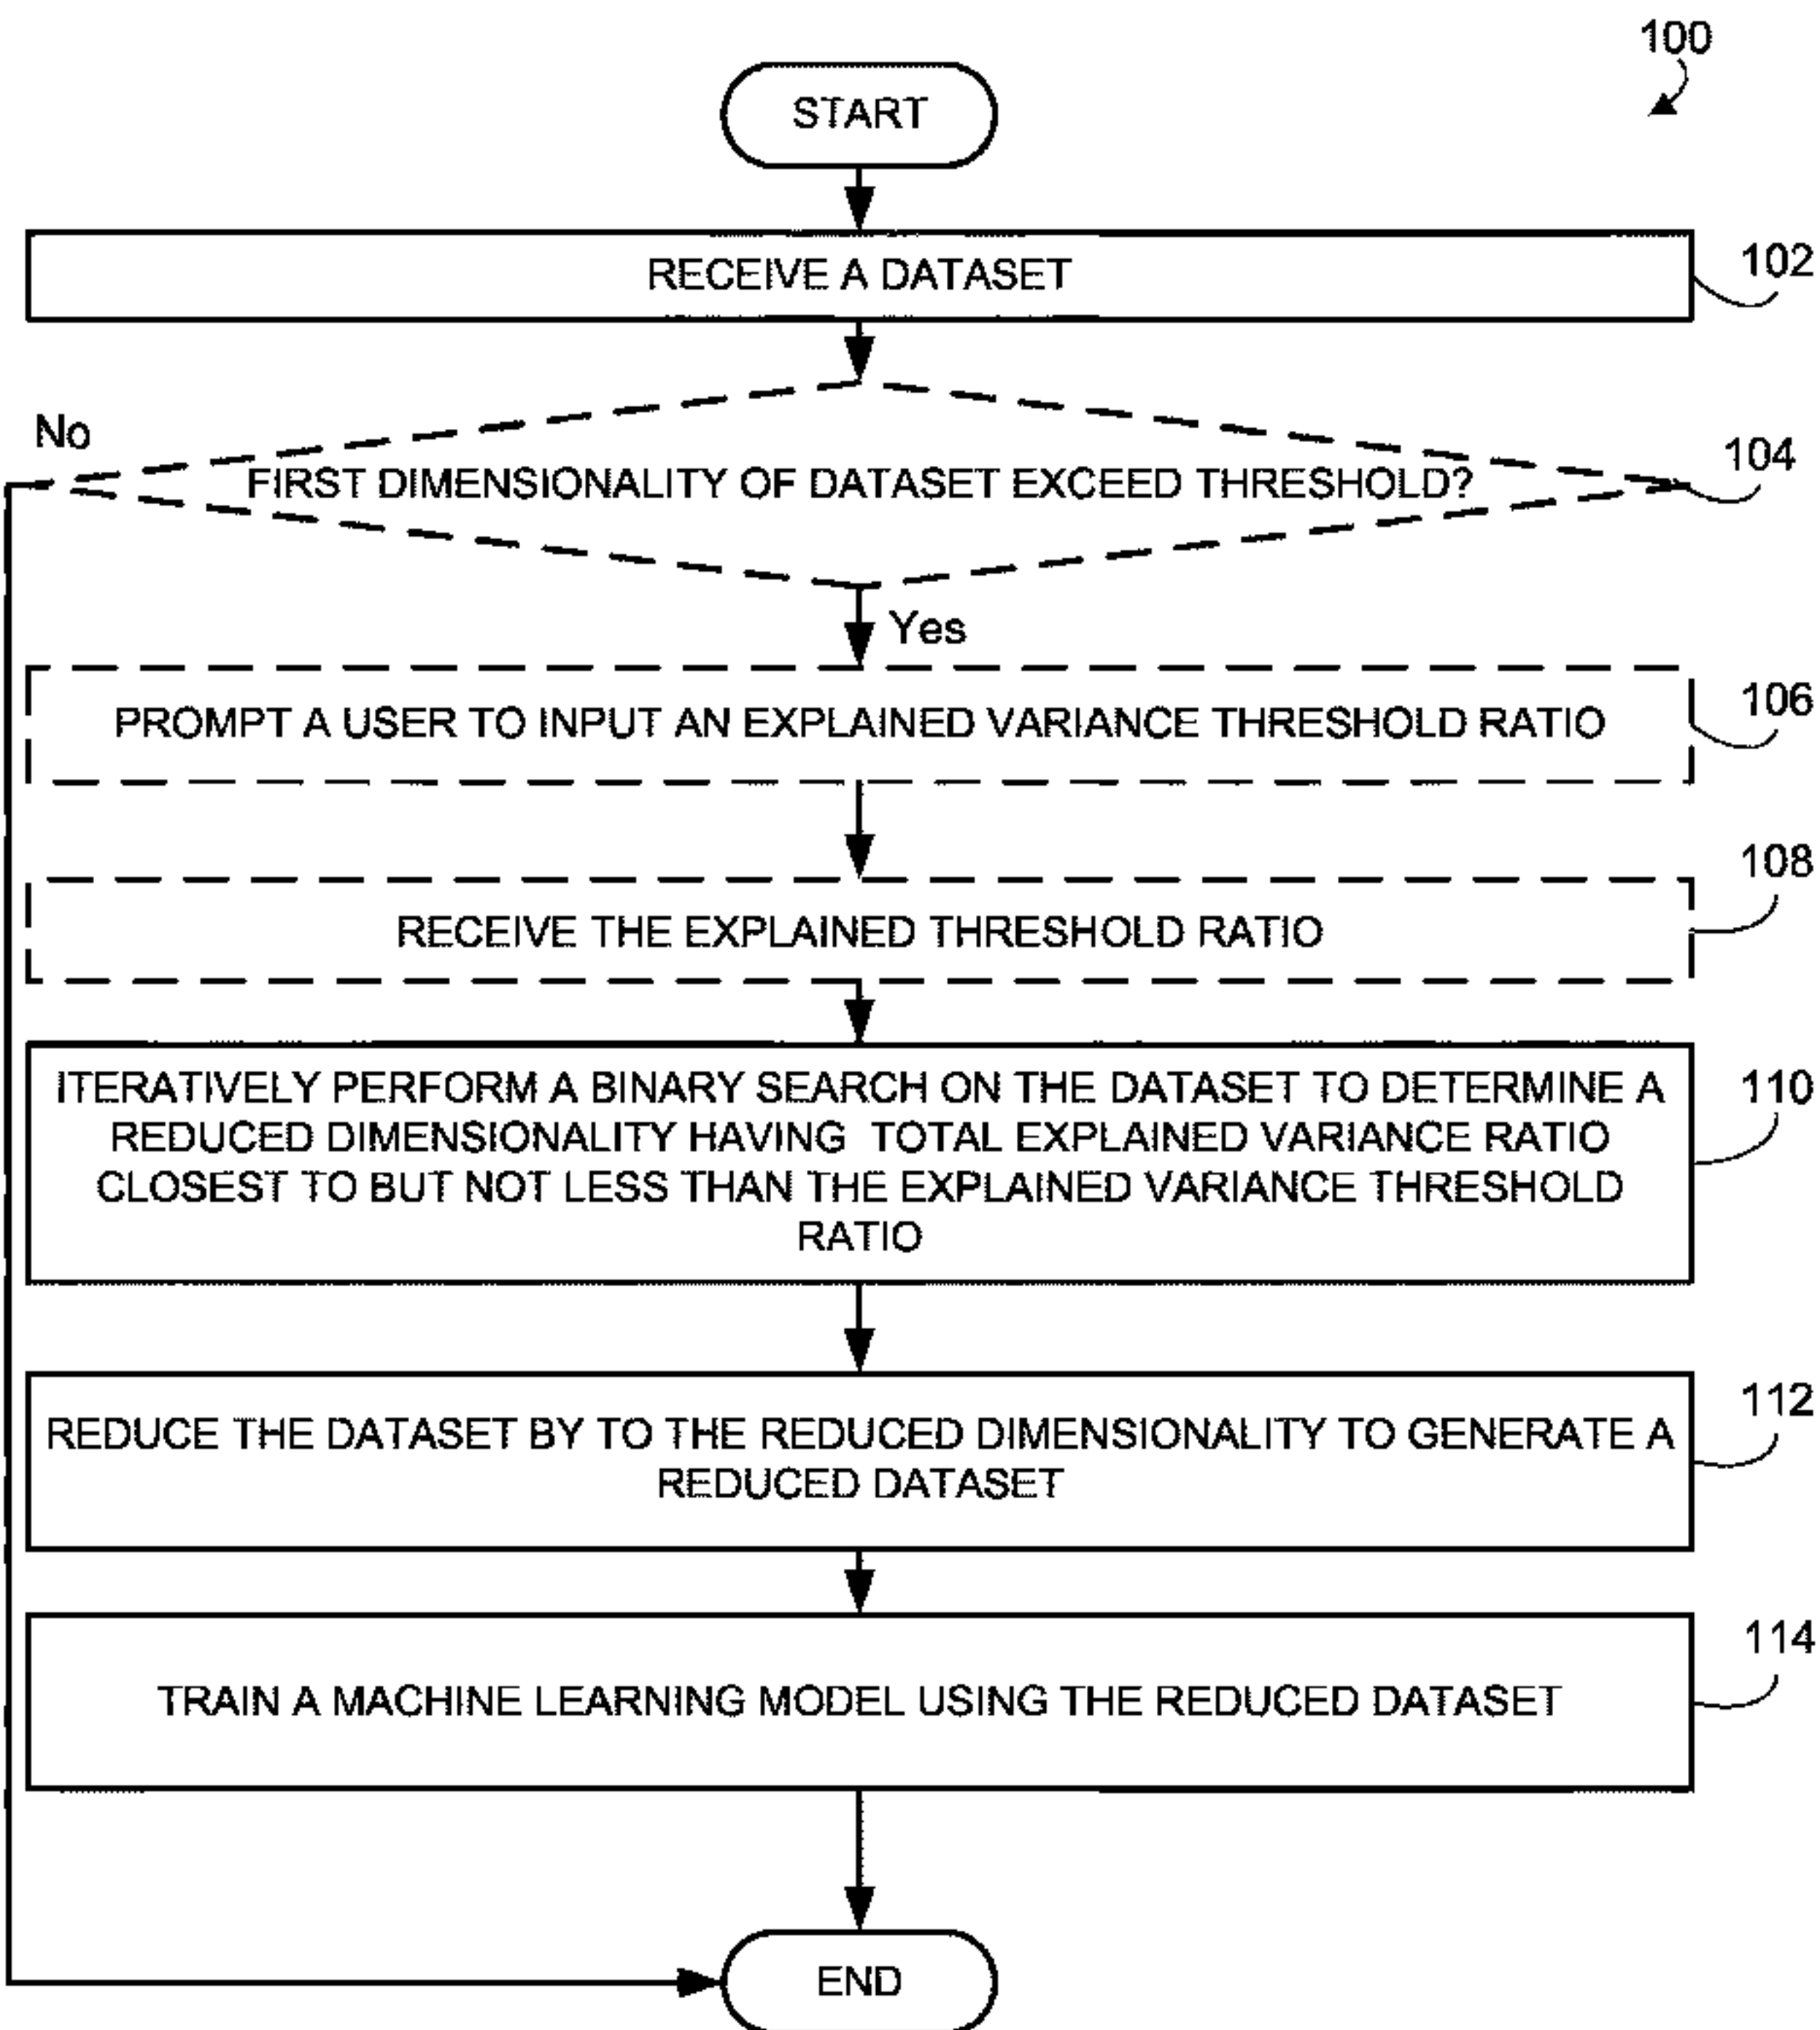 100
START
RECEIVE A DATASET
102
No
FIRST DIMENSIONALITY OF DATASET EXCEED THRESHOLD?
104
Yes
PROMPT A USER TO INPUT AN EXPLAINED VARIANCE THRESHOLD RATIO
106
RECEIVE THE EXPLAINED THRESHOLD RATIO
108
ITERATIVELY PERFORM A BINARY SEARCH ON THE DATASET TO DETERMINE A
REDUCED DIMENSIONALITY HAVING TOTAL EXPLAINED VARIANCE RATIO
CLOSEST TO BUT NOT LESS THAN THE EXPLAINED VARIANCE THRESHOLD
RATIO
110
REDUCE THE DATASET BY TO THE REDUCED DIMENSIONALITY TO GENERATE A
REDUCED DATASET
112
TRAIN A MACHINE LEARNING MODEL USING THE REDUCED DATASET
114
END